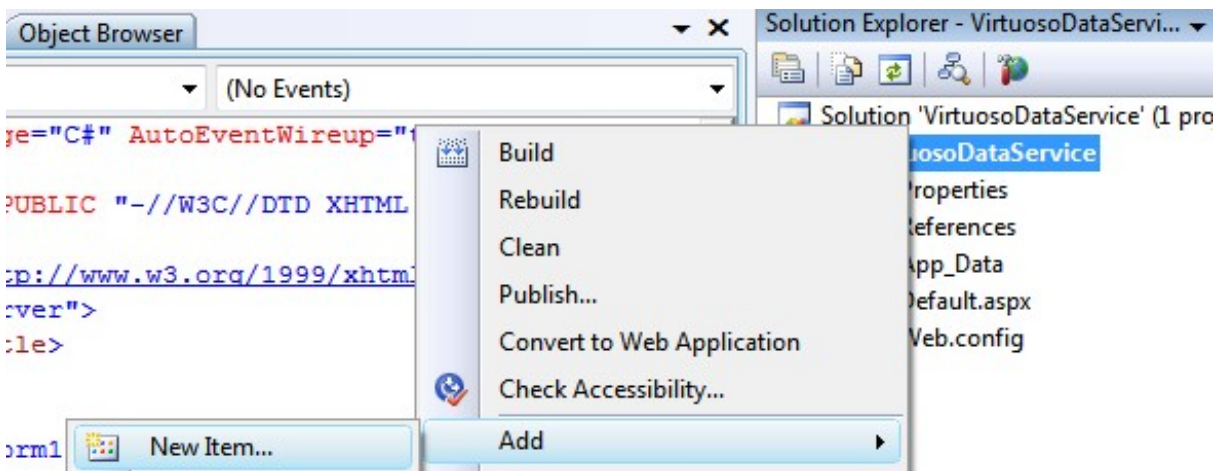 Object Browser
Solution Explorer - VirtuosoDataServi...
(No Events)
Solution 'VirtuosoDataService' (1 pro
ge="C#" AutoEventWireup="t
uosoDataService
PUBLIC "-//W3C//DTD XHTML
roperties
eferences
tp://www.w3.org/1999/xhtml
App_Data
rver">
Default.aspx
tle>
Web.config
Build
Rebuild
Clean
Publish...
Convert to Web Application
Check Accessibility...
Add
orm1
New Item...